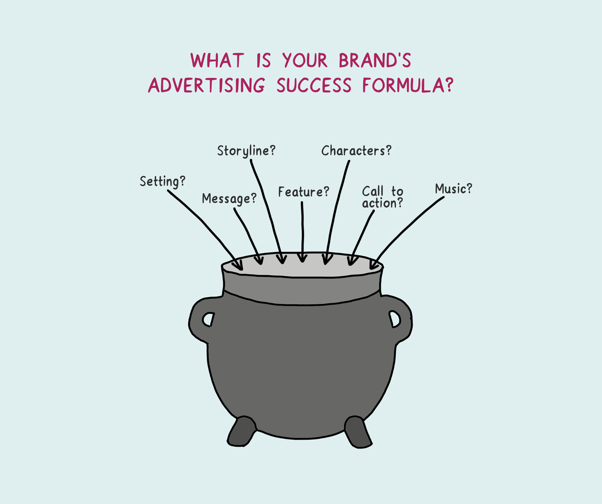 WHAT IS YOUR BRAND'S
ADVERTISING SUCCESS FORMULA?
Storyline?
Characters?
Setting?
Message?
Feature?
Call to
action?
Music?